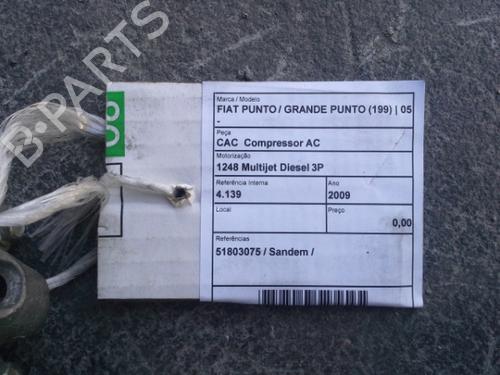 B-PARTS
Marca / Modelo
FIAT PUNTO / GRANDE PUNTO (199) | 05
-
Peça
CAC Compressor AC
Motorização
1248 Multijet Diesel 3P
Referência Interna
4.139
Ano
2009
Local
Preço
0,00
Referências
51803075 / Sandem /